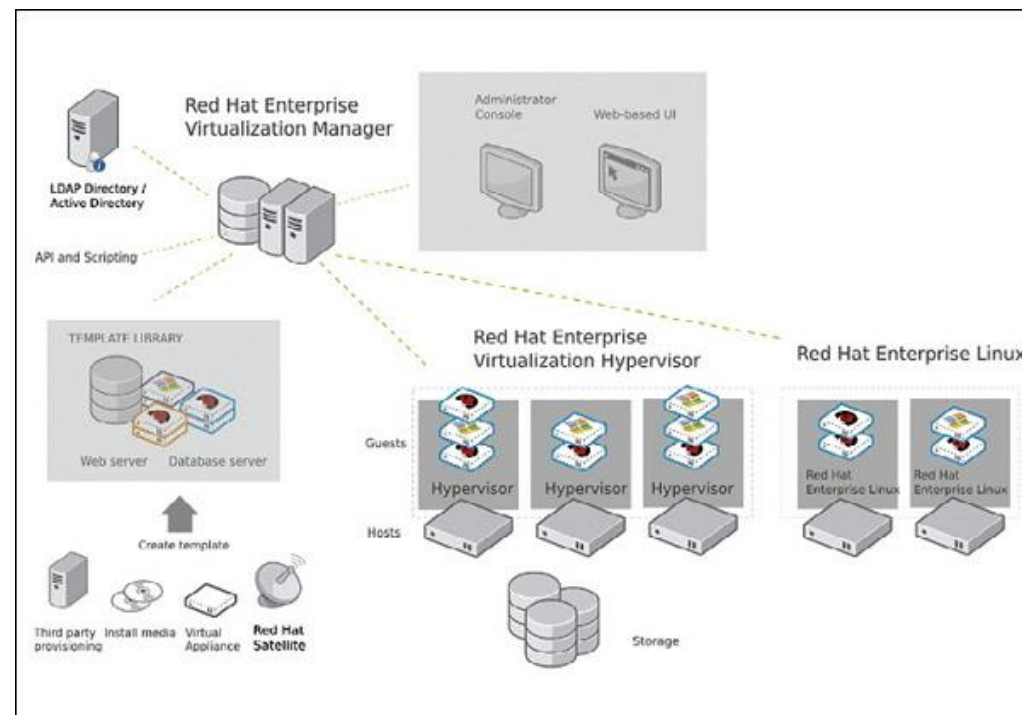 Red Hat Enterprise
Virtualization Manager
Administrator
Console
Web-based UI
LDAP Directory /
Active Directory
API and Scripting
TEMPLATE LIBRARY
Web server
Database server
Create template
Third party
provisioning
Install media
Virtual
Appliance
Red Hat
Satellite
Red Hat Enterprise
Virtualization Hypervisor
Red Hat Enterprise Linux
Guests
Hypervisor
Hypervisor
Hypervisor
Red Hat
Enterprise Linux
Red Hat
Enterprise Linux
Hosts
Storage